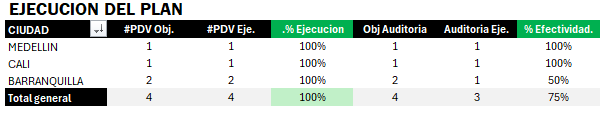 EJECUCION DEL PLAN
CIUDAD #PDV Obj. #PDV Eje. .% Ejecucion Obj Auditoria Auditoria Eje. % Efectividad.
MEDELLIN 1 1 100% 1 1 100%
CALI 1 1 100% 1 1 100%
BARRANQUILLA 2 2 100% 2 1 50%
Total general 4 4 100% 4 3 75%